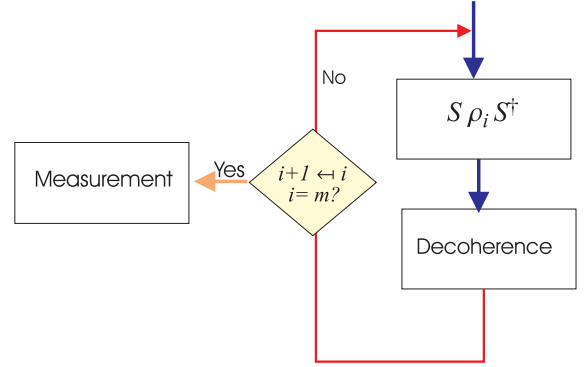 No
S ρᵢ S†
Yes
i+1 ↤ i
i= m?
Measurement
Decoherence